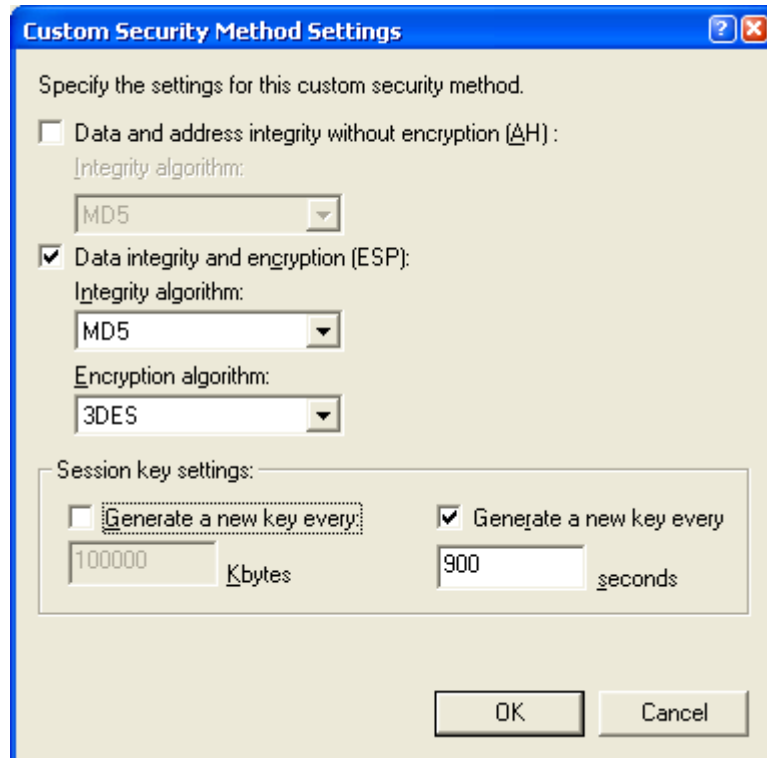 Custom Security Method Settings
Specify the settings for this custom security method.
Data and address integrity without encryption (AH) :
Integrity algorithm:
MD5
Data integrity and encryption (ESP):
Integrity algorithm:
MD5
Encryption algorithm:
3DES
Session key settings:
Generate a new key every:
Generate a new key every
100000 Kbytes
900 seconds
OK
Cancel